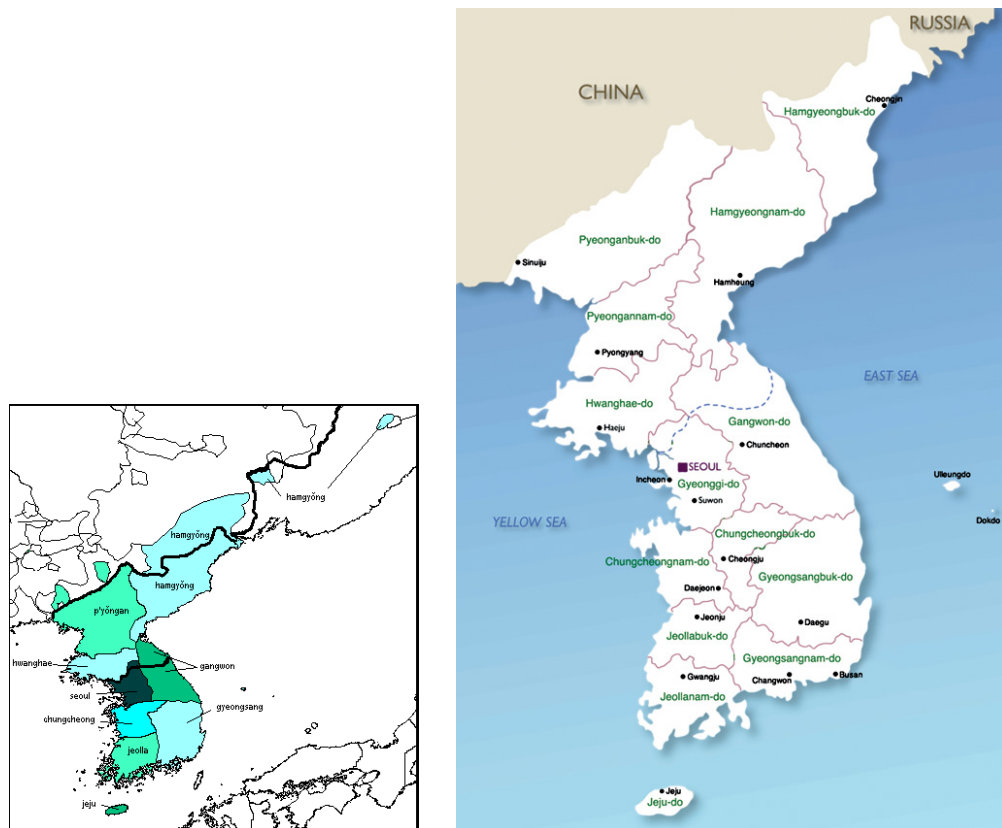 hamgyŏng
hamgyŏng
hamgyŏng
p'yŏngan
hwanghae
gangwon
seoul
gyeongsang
chungcheong
jeolla
jeju
RUSSIA
CHINA
Cheongjin
Hamgyeongbuk-do
Hamgyeongnam-do
Pyeonganbuk-do
Sinuiju
Hamheung
Pyeongannam-do
Pyongyang
EAST SEA
Hwanghae-do
Gangwon-do
Haeju
Chuncheon
SEOUL
Incheon
Gyeonggi-do
Ulleungdo
Suwon
YELLOW SEA
Dokdo
Chungcheongbuk-do
Chungcheongnam-do
Cheongju
Gyeongsangbuk-do
Daejeon
Jeonju
Daegu
Jeollabuk-do
Gyeongsangnam-do
Gwangju
Changwon
Busan
Jeollanam-do
Jeju
Jeju-do